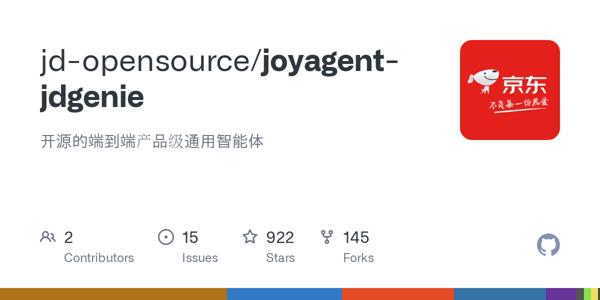 jd-opensource/joyagent-
jdgenie
京东
不负每一份热爱
开源的端到端产品级通用智能体
2
Contributors
15
Issues
922
Stars
145
Forks